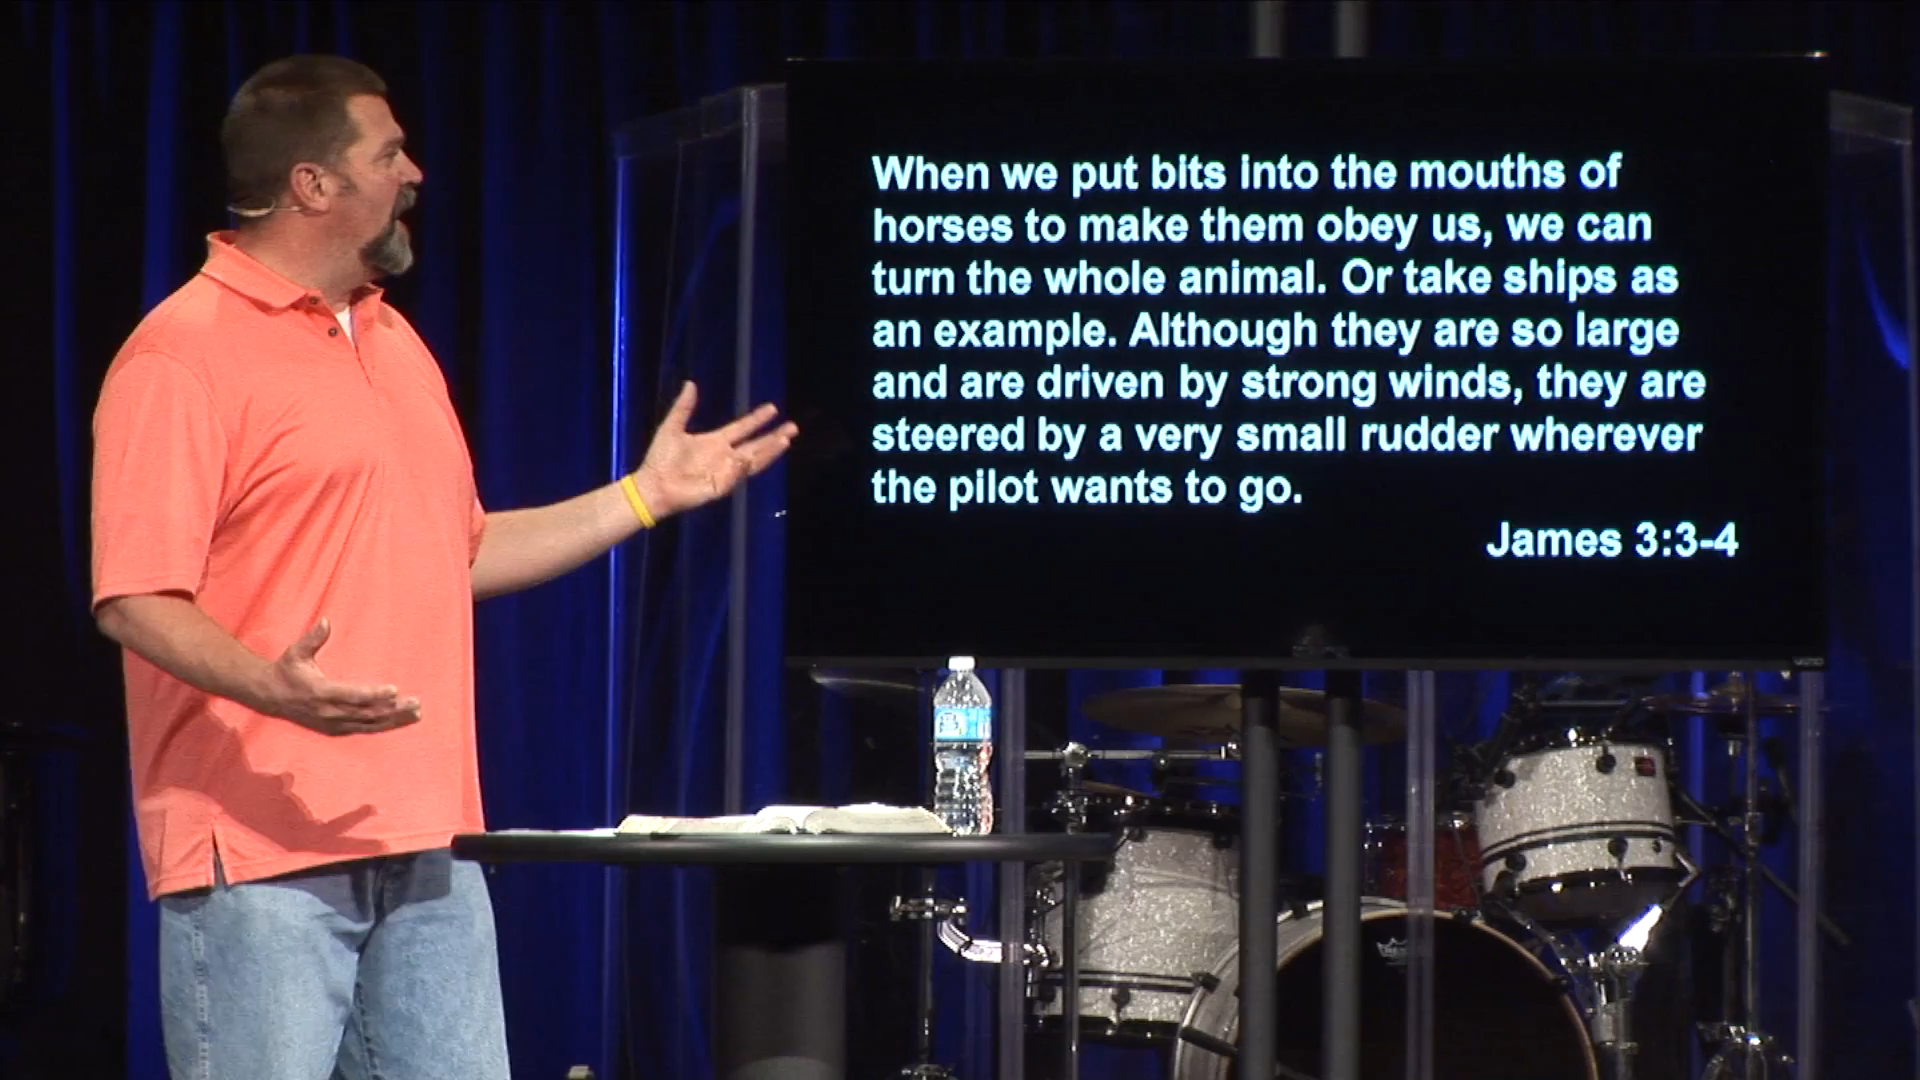 When we put bits into the mouths of
horses to make them obey us, we can
turn the whole animal. Or take ships as
an example. Although they are so large
and are driven by strong winds, they are
steered by a very small rudder wherever
the pilot wants to go.
James 3:3-4